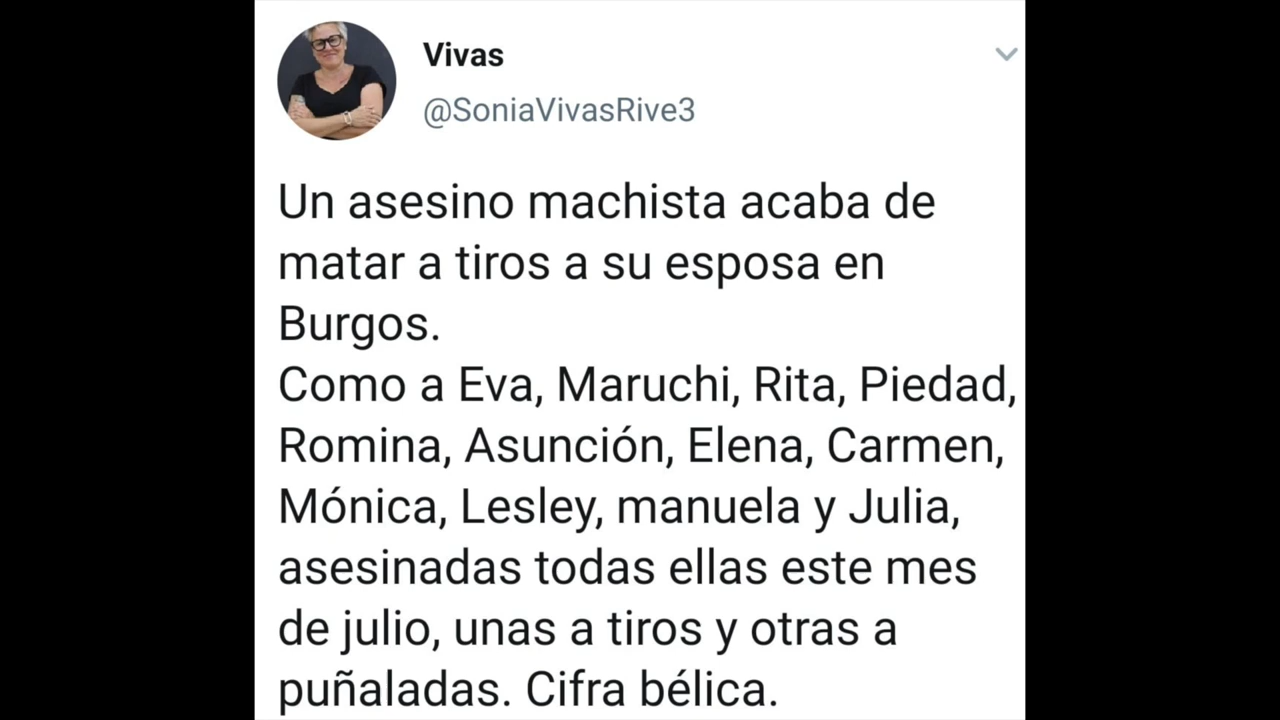 Vivas
@SoniaVivasRive3
Un asesino machista acaba de
matar a tiros a su esposa en
Burgos.
Como a Eva, Maruchi, Rita, Piedad,
Romina, Asunción, Elena, Carmen,
Mónica, Lesley, manuela y Julia,
asesinadas todas ellas este mes
de julio, unas a tiros y otras a
puñaladas. Cifra bélica.